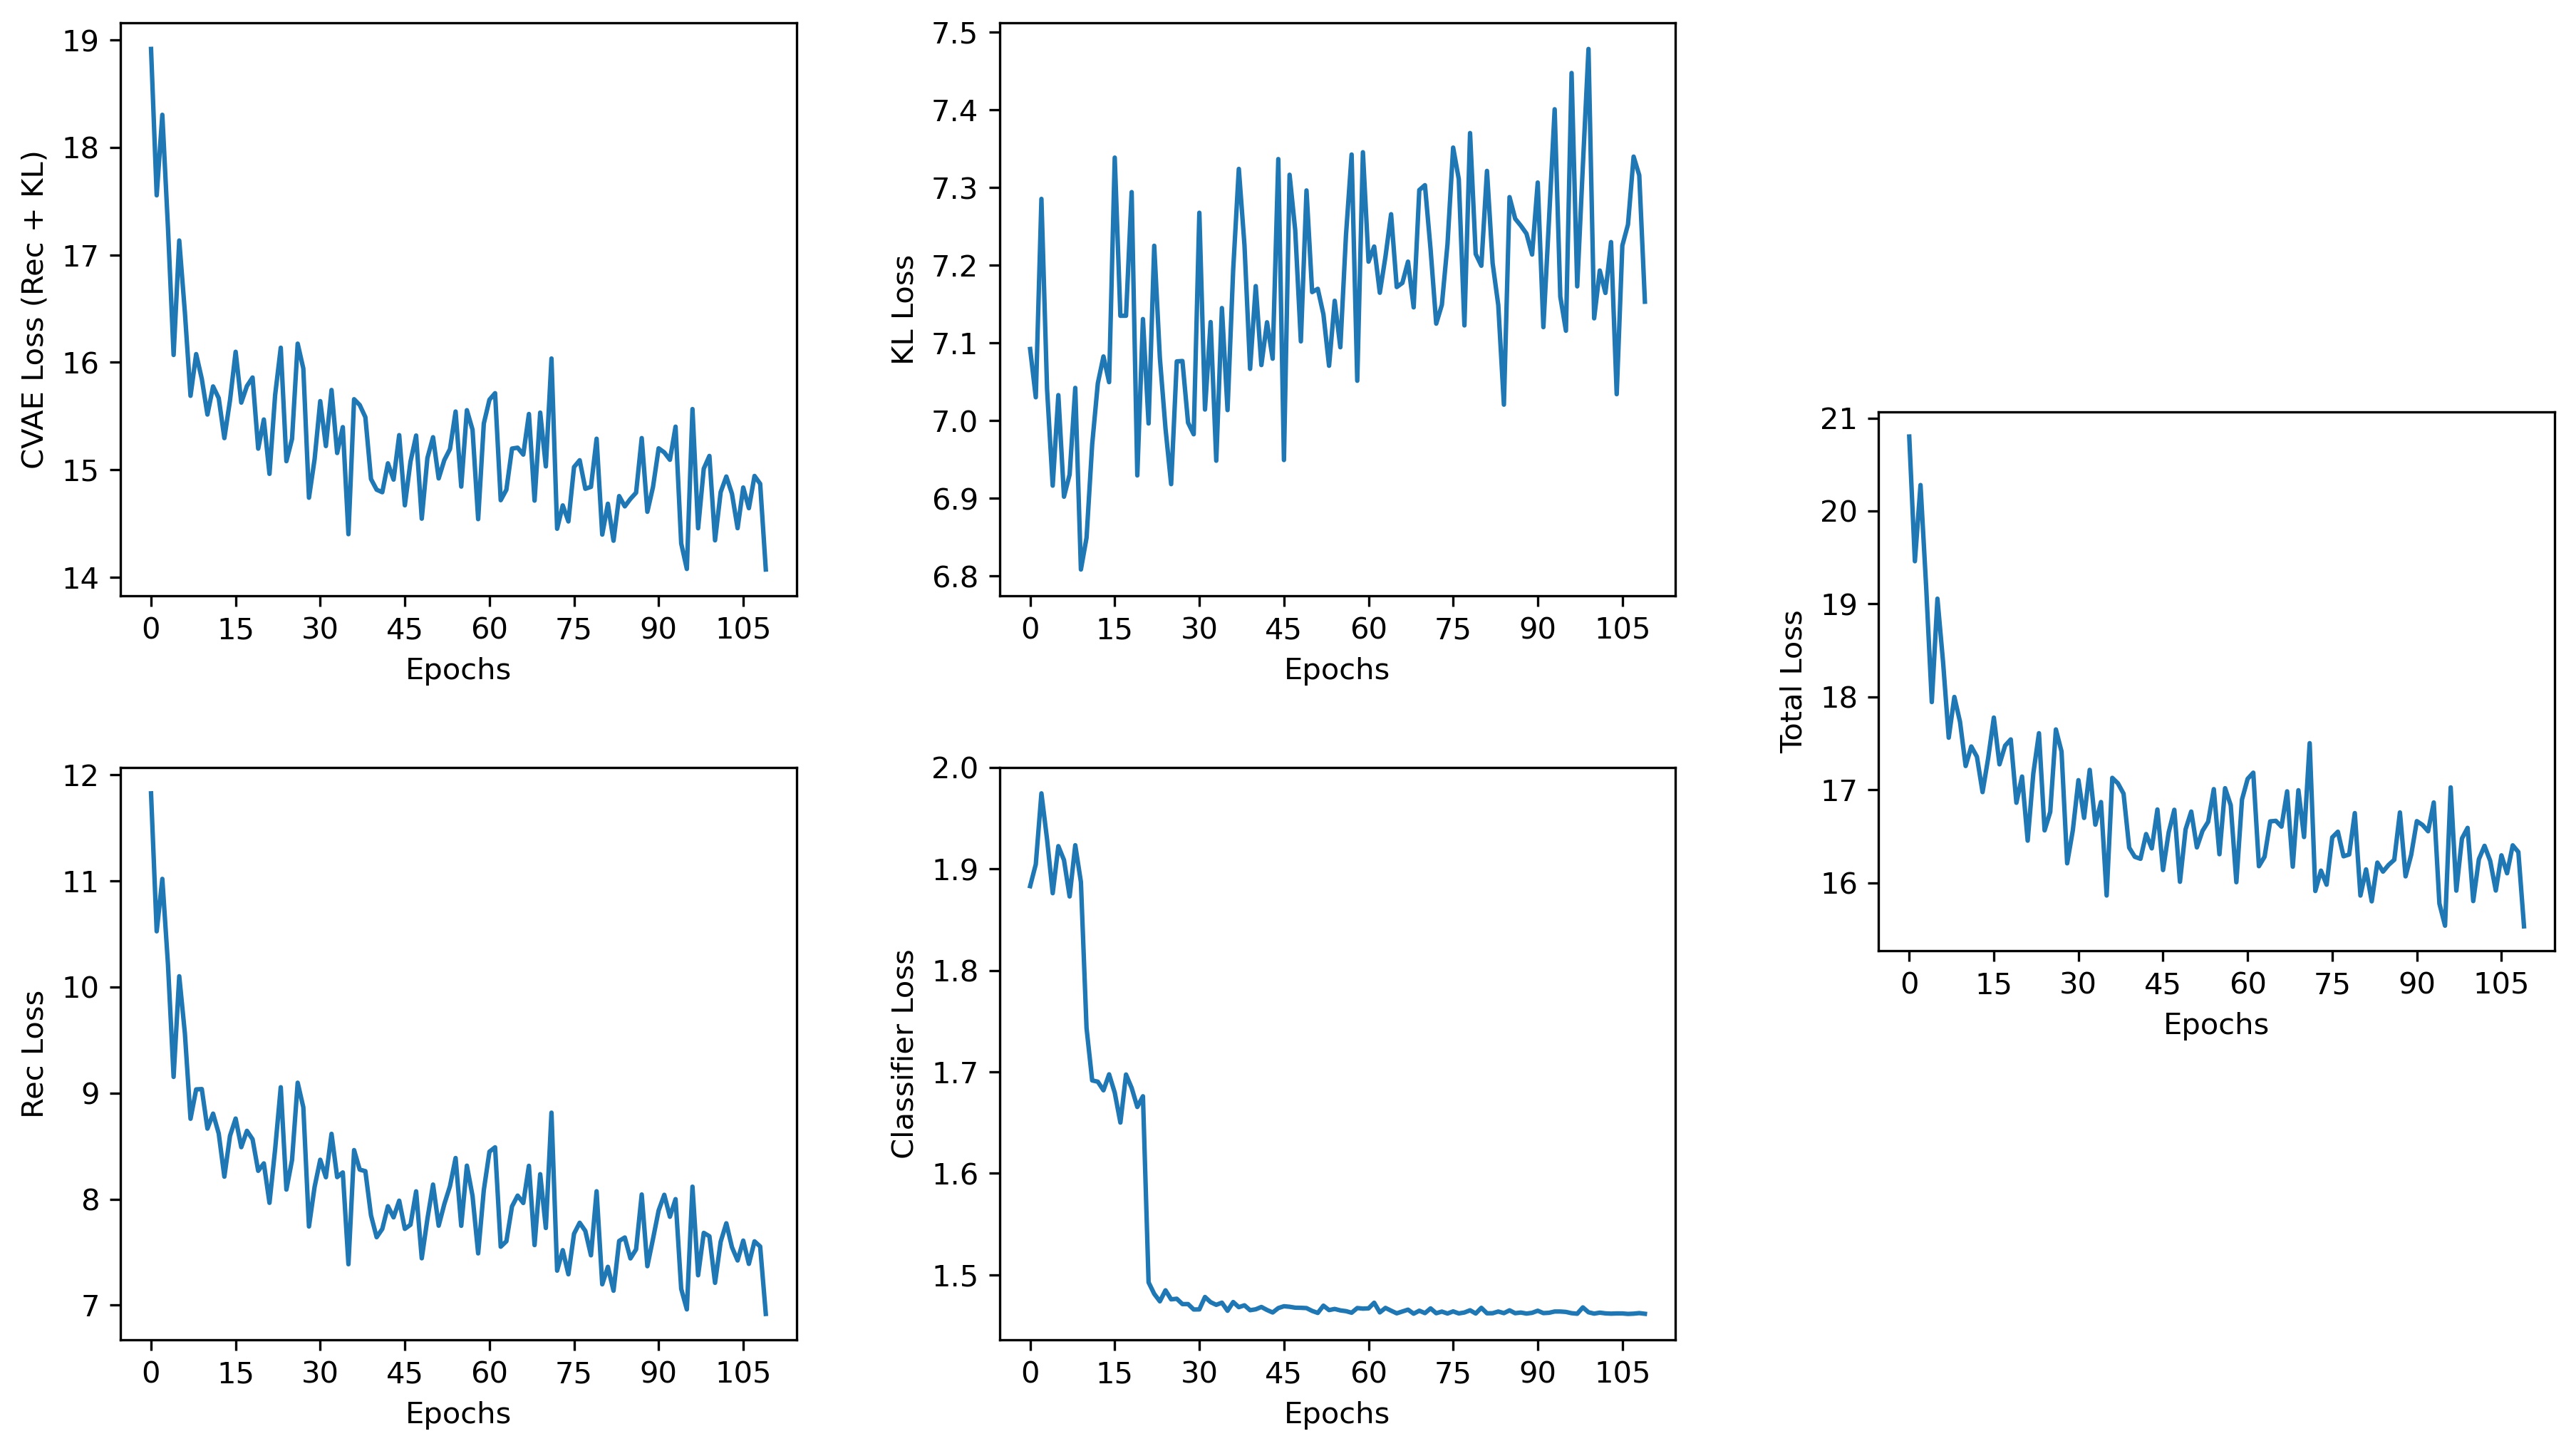 CVAE Loss (Rec + KL)
19
18
17
16
15
14
0 15 30 45 60 75 90 105
Epochs
KL Loss
7.5
7.4
7.3
7.2
7.1
7.0
6.9
6.8
0 15 30 45 60 75 90 105
Epochs
Rec Loss
12
11
10
9
8
7
0 15 30 45 60 75 90 105
Epochs
Classifier Loss
2.0
1.9
1.8
1.7
1.6
1.5
0 15 30 45 60 75 90 105
Epochs
Total Loss
21
20
19
18
17
16
0 15 30 45 60 75 90 105
Epochs